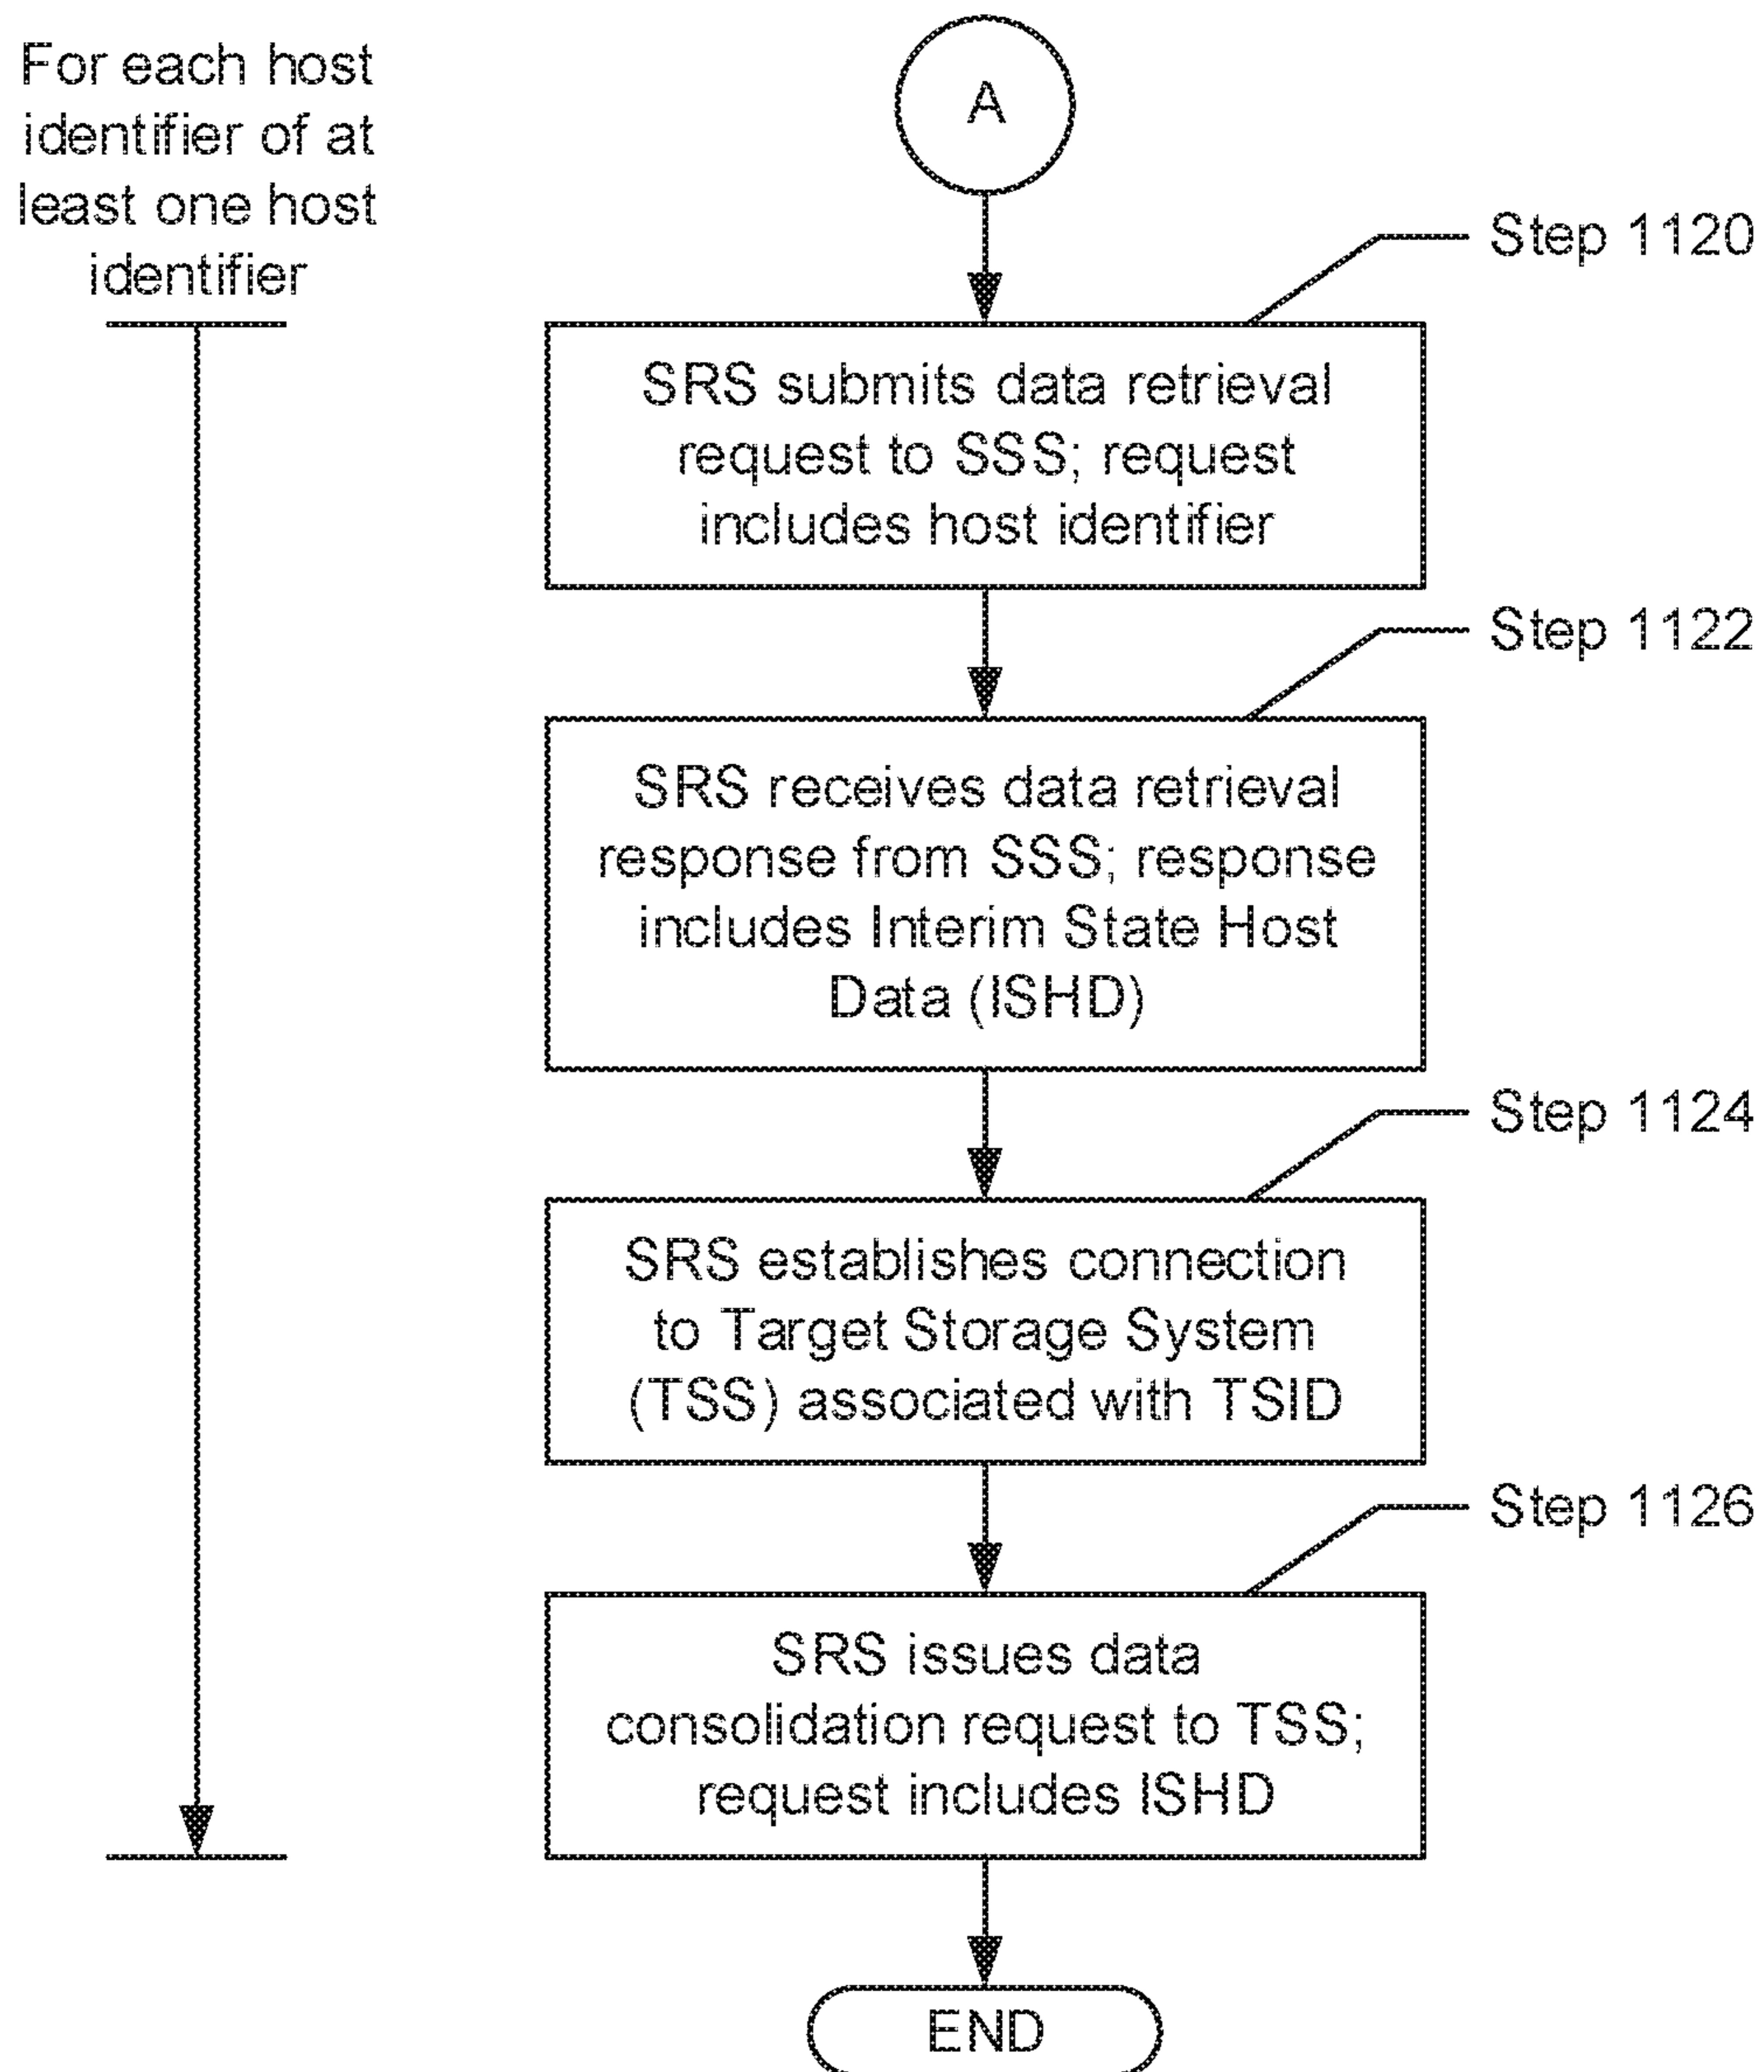 For each host
identifier of at
least one host
identifier
A
Step 1120
SRS submits data retrieval
request to SSS; request
includes host identifier
Step 1122
SRS receives data retrieval
response from SSS; response
includes Interim State Host
Data (ISHD)
Step 1124
SRS establishes connection
to Target Storage System
(TSS) associated with TSID
Step 1126
SRS issues data
consolidation request to TSS;
request includes ISHD
END